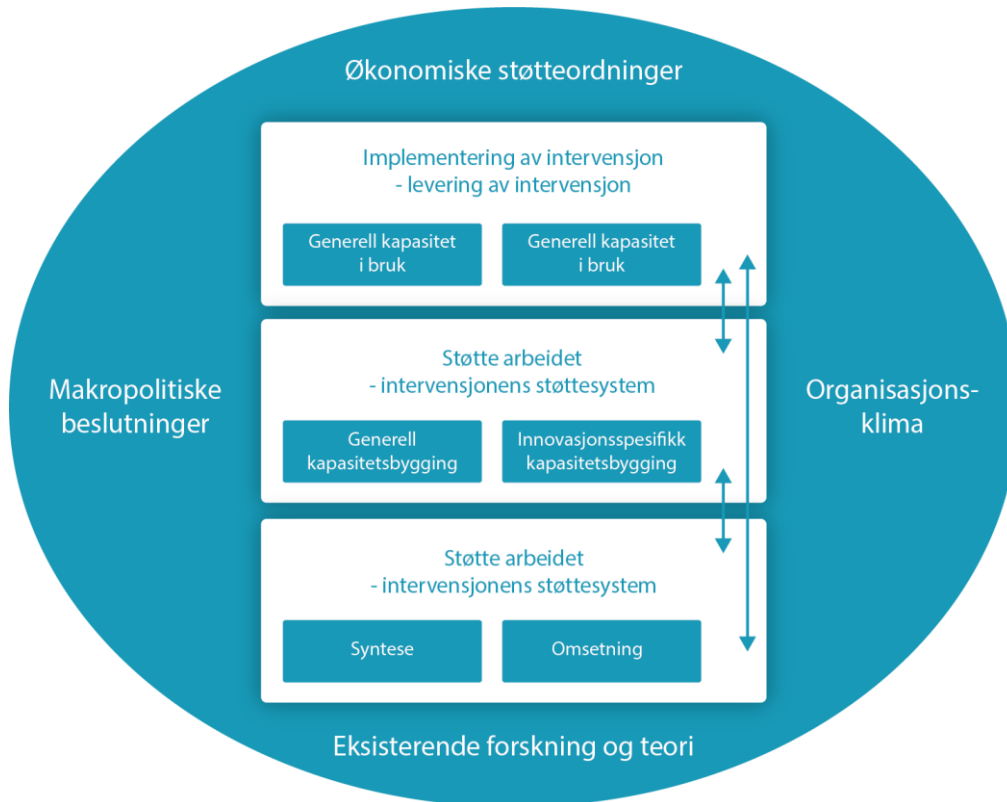 Økonomiske støtteordninger
Implementering av intervensjon
- levering av intervensjon
Generell kapasitet
i bruk
Generell kapasitet
i bruk
Makropolitiske
beslutninger
Støtte arbeidet
- intervensjonens støttesystem
Generell
kapasitetsbygging
Innovasjonsspesifikk
kapasitetsbygging
Organisasjons-
klima
Støtte arbeidet
- intervensjonens støttesystem
Syntese
Omsetning
Eksisterende forskning og teori